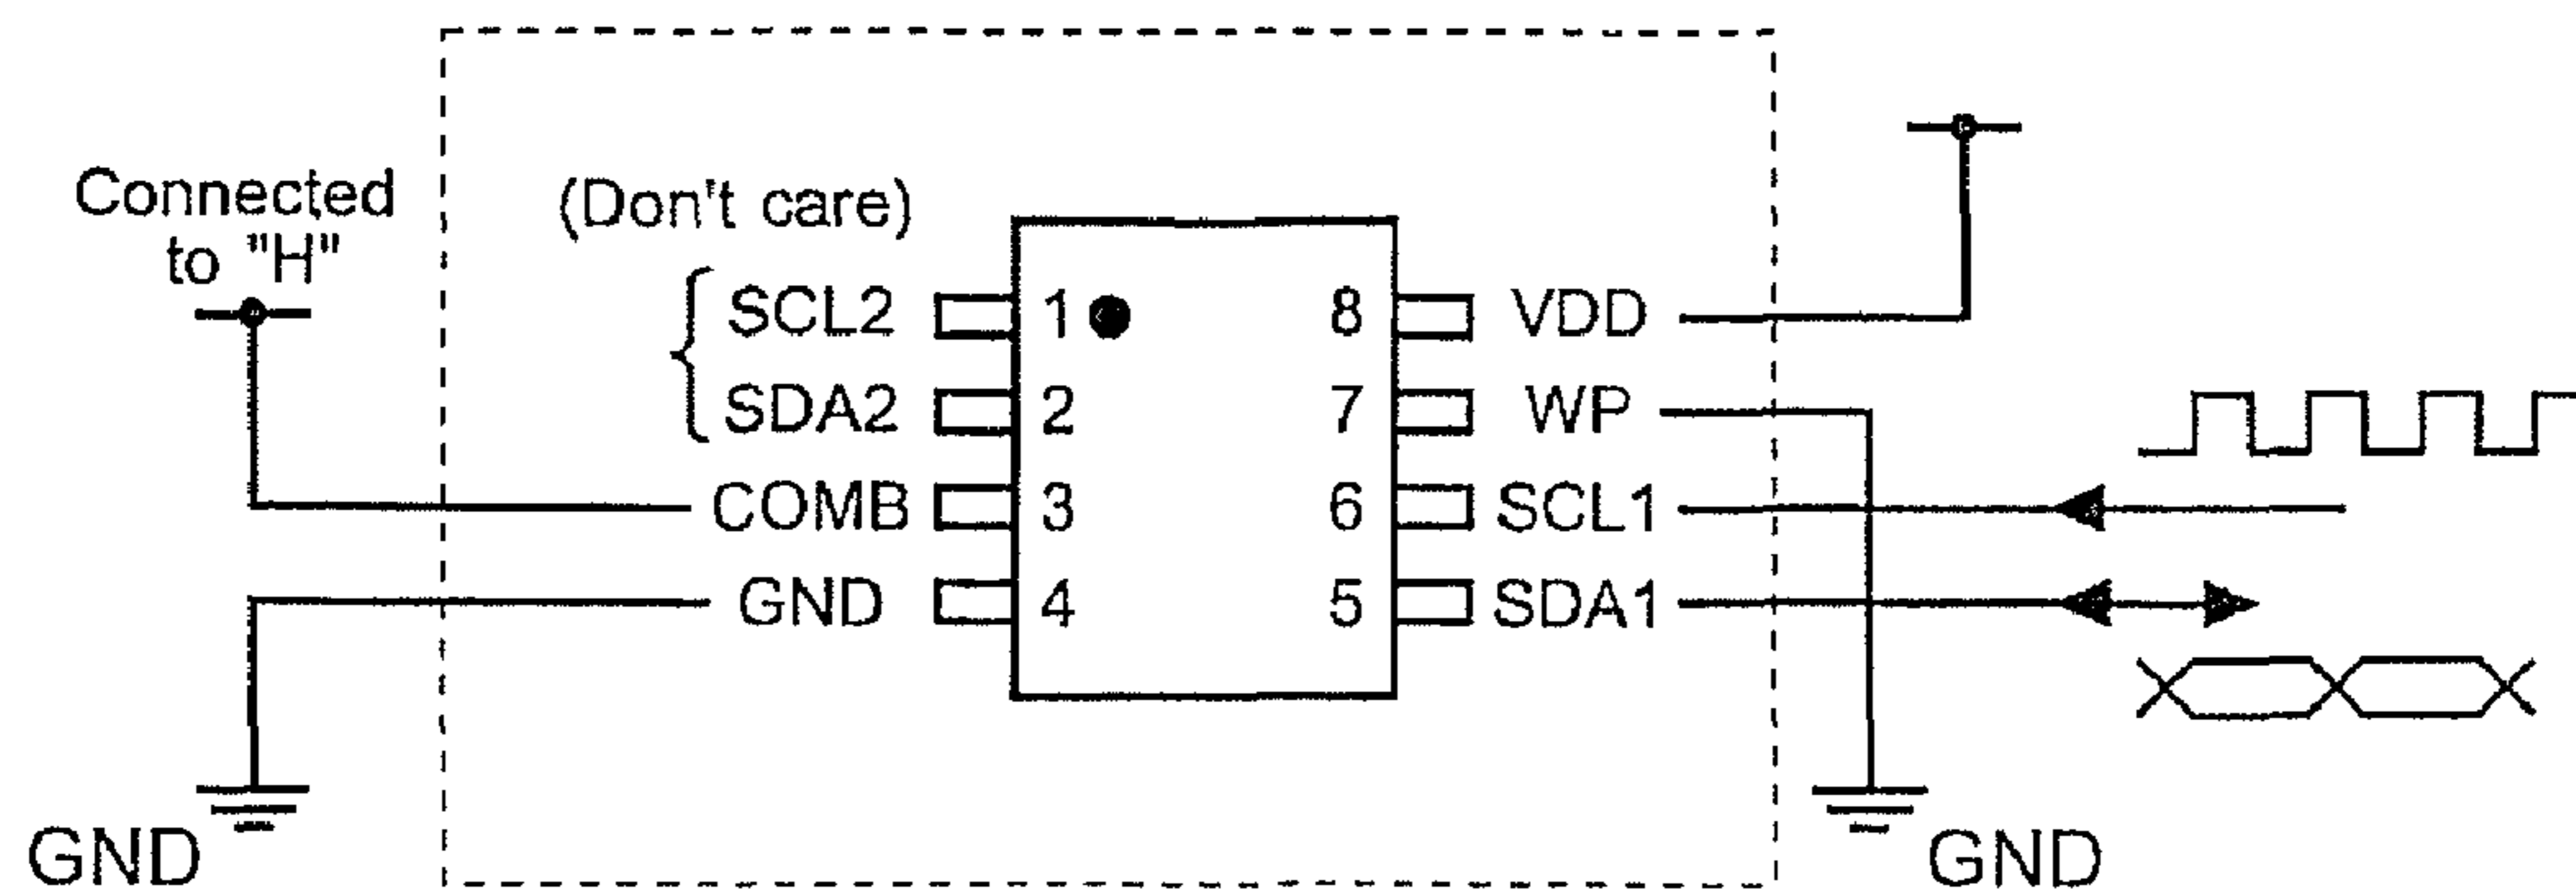 Connected
to "H"
(Don't care)
SCL2 1 8 VDD
SDA2 2 7 WP
COMB 3 6 SCL1
GND 4 5 SDA1
GND
GND